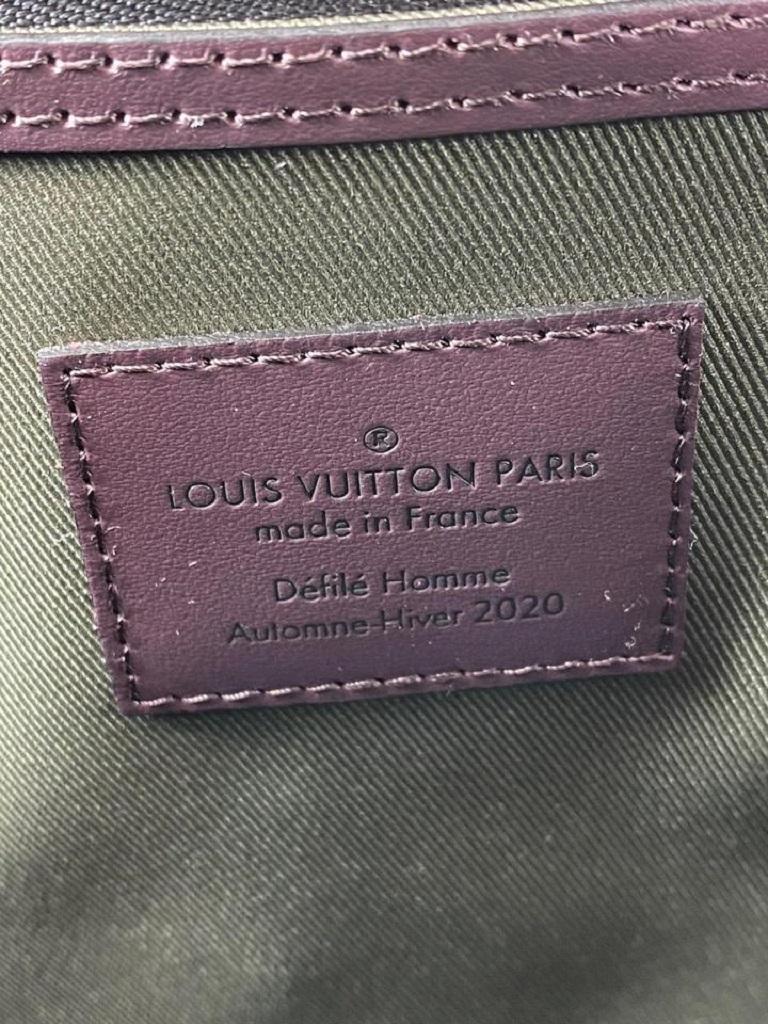 ®
LOUIS VUITTON PARIS
made in France
Défilé Homme
Automne-Hiver 2020